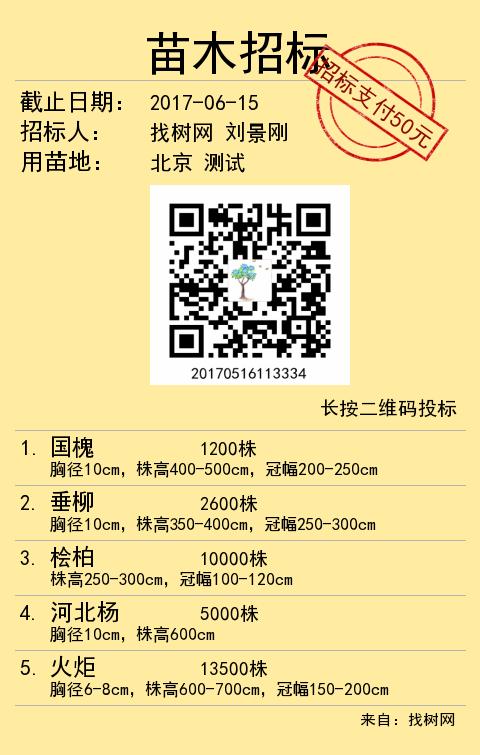 苗木招标
招标支付50元
截止日期： 2017-06-15
招标人： 找树网 刘景刚
用苗地： 北京 测试
20170516113334
长按二维码投标
1. 国槐 1200株
胸径10cm，株高400-500cm，冠幅200-250cm
2. 垂柳 2600株
胸径10cm，株高350-400cm，冠幅250-300cm
3. 桧柏 10000株
株高250-300cm，冠幅100-120cm
4. 河北杨 5000株
胸径10cm，株高600cm
5. 火炬 13500株
胸径6-8cm，株高600-700cm，冠幅150-200cm
来自：找树网